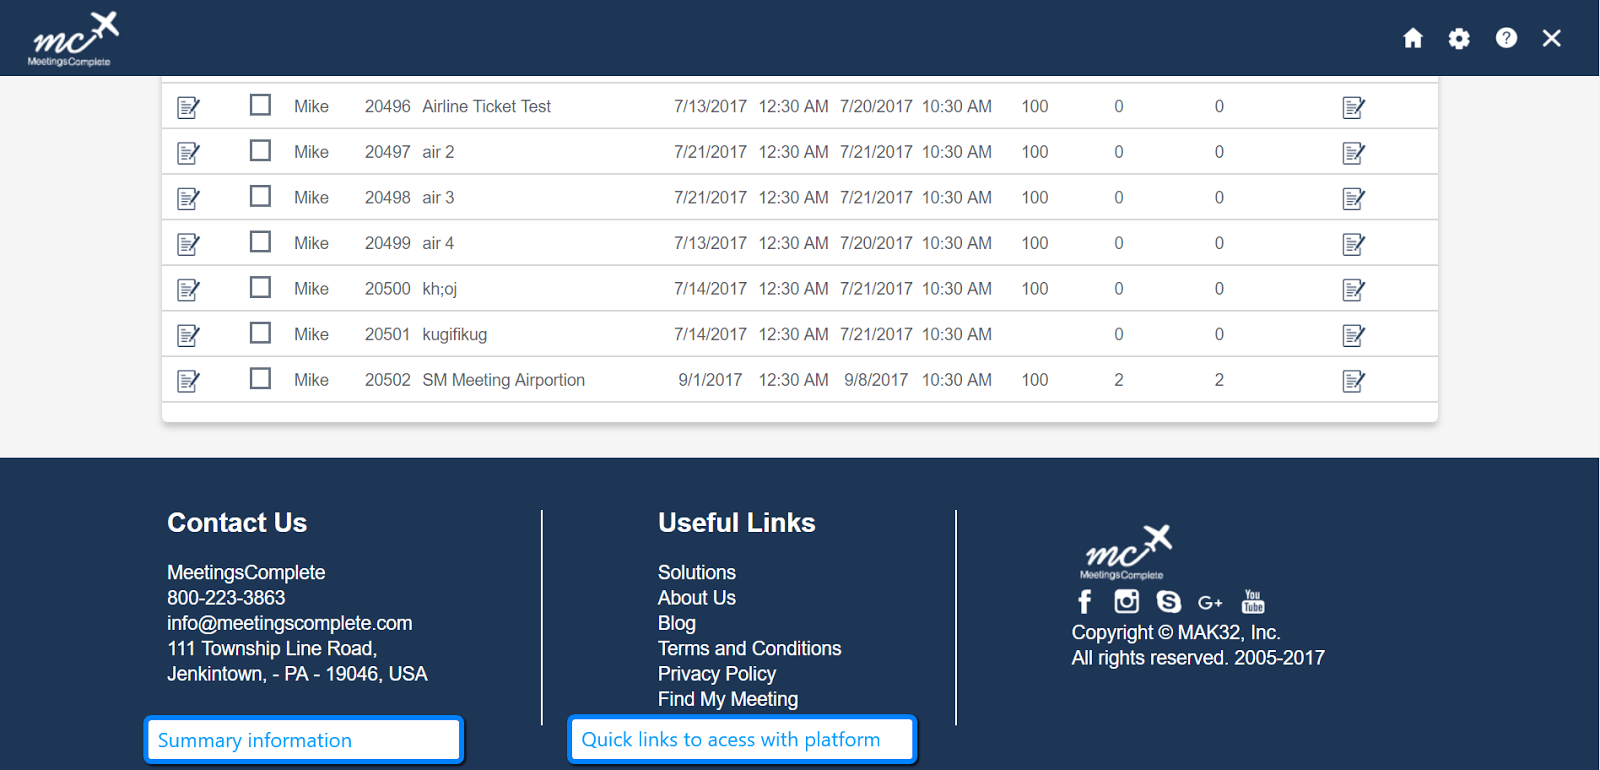 mc
MeetingsComplete
Mike 20496 Airline Ticket Test 7/13/2017 12:30 AM 7/20/2017 10:30 AM 100 0 0
Mike 20497 air 2 7/21/2017 12:30 AM 7/21/2017 10:30 AM 100 0 0
Mike 20498 air 3 7/21/2017 12:30 AM 7/21/2017 10:30 AM 100 0 0
Mike 20499 air 4 7/13/2017 12:30 AM 7/20/2017 10:30 AM 100 0 0
Mike 20500 kh;oj 7/14/2017 12:30 AM 7/21/2017 10:30 AM 100 0 0
Mike 20501 kugifikug 7/14/2017 12:30 AM 7/21/2017 10:30 AM 0 0
Mike 20502 SM Meeting Airportion 9/1/2017 12:30 AM 9/8/2017 10:30 AM 100 2 2
Contact Us
MeetingsComplete
800-223-3863
info@meetingscomplete.com
111 Township Line Road,
Jenkintown, - PA - 19046, USA
Summary information
Useful Links
Solutions
About Us
Blog
Terms and Conditions
Privacy Policy
Find My Meeting
Quick links to acess with platform
mc
MeetingsComplete
G+
You
Tube
Copyright © MAK32, Inc.
All rights reserved. 2005-2017